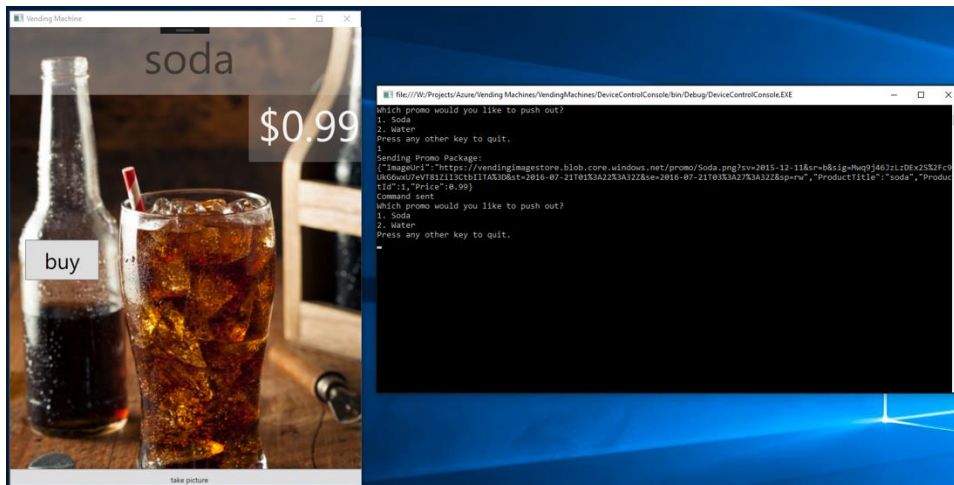 Vending Machine
soda
$0.99
buy
take picture
file:///W:/Projects/Azure/Vending Machines/VendingMachines/DeviceControlConsole/bin/Debug/DeviceControlConsole.EXE
Which promo would you like to push out?
1. Soda
2. Water
Press any other key to quit.
1
Sending Promo Package:
{"ImageUri":"https://vendingimagestore.blob.core.windows.net/promo/Soda.png?sv=2015-12-11&sr=b&sig=Mwq9j46JzLzDEx2S%2Fc9
UkG6wxU7eVT81ZiI3CtbIlTA%3D&st=2016-07-21T01%3A22%3A32Z&se=2016-07-21T03%3A27%3A32Z&sp=rw","ProductTitle":"soda","Produc
tId":1,"Price":0.99}
Command sent
Which promo would you like to push out?
1. Soda
2. Water
Press any other key to quit.